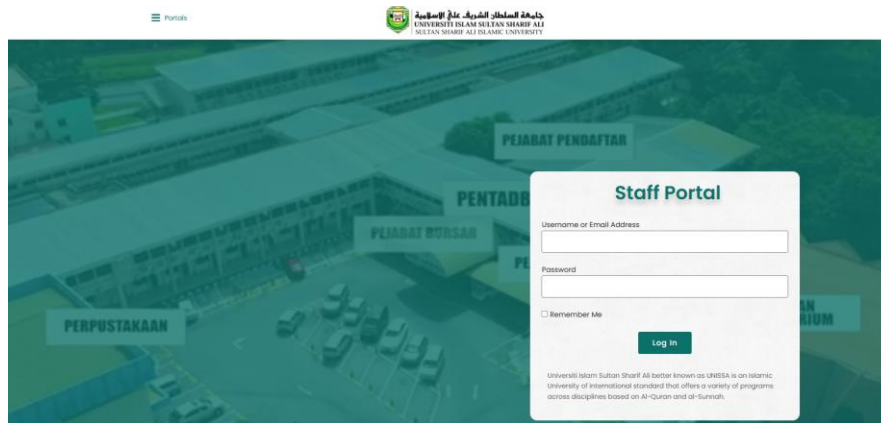 Portals
جامعة السلطان الشريف علي الإسلامية
UNIVERSITI ISLAM SULTAN SHARIF ALI
SULTAN SHARIF ALI ISLAMIC UNIVERSITY
PEJABAT PENDAFTAR
PENTADB
PEJABAT BURSAR
PE
PERPUSTAKAAN
AN
RIUM
Staff Portal
Username or Email Address
Password
Remember Me
Log In
Universiti Islam Sultan Sharif Ali better known as UNISSA is an Islamic
University of international standard that offers a variety of programs
across disciplines based on Al-Quran and al-Sunnah.